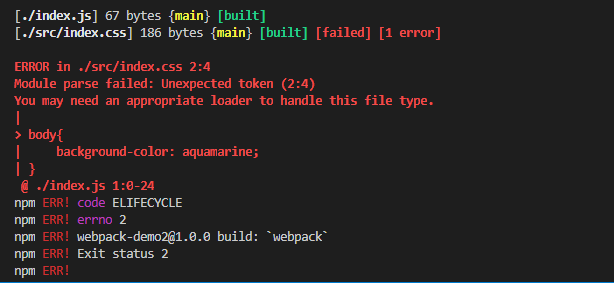 [./index.js] 67 bytes {main} [built]
[./src/index.css] 186 bytes {main} [built] [failed] [1 error]
ERROR in ./src/index.css 2:4
Module parse failed: Unexpected token (2:4)
You may need an appropriate loader to handle this file type.
|
> body{
|     background-color: aquamarine;
| }
 @ ./index.js 1:0-24
npm ERR! code ELIFECYCLE
npm ERR! errno 2
npm ERR! webpack-demo2@1.0.0 build: `webpack`
npm ERR! Exit status 2
npm ERR!